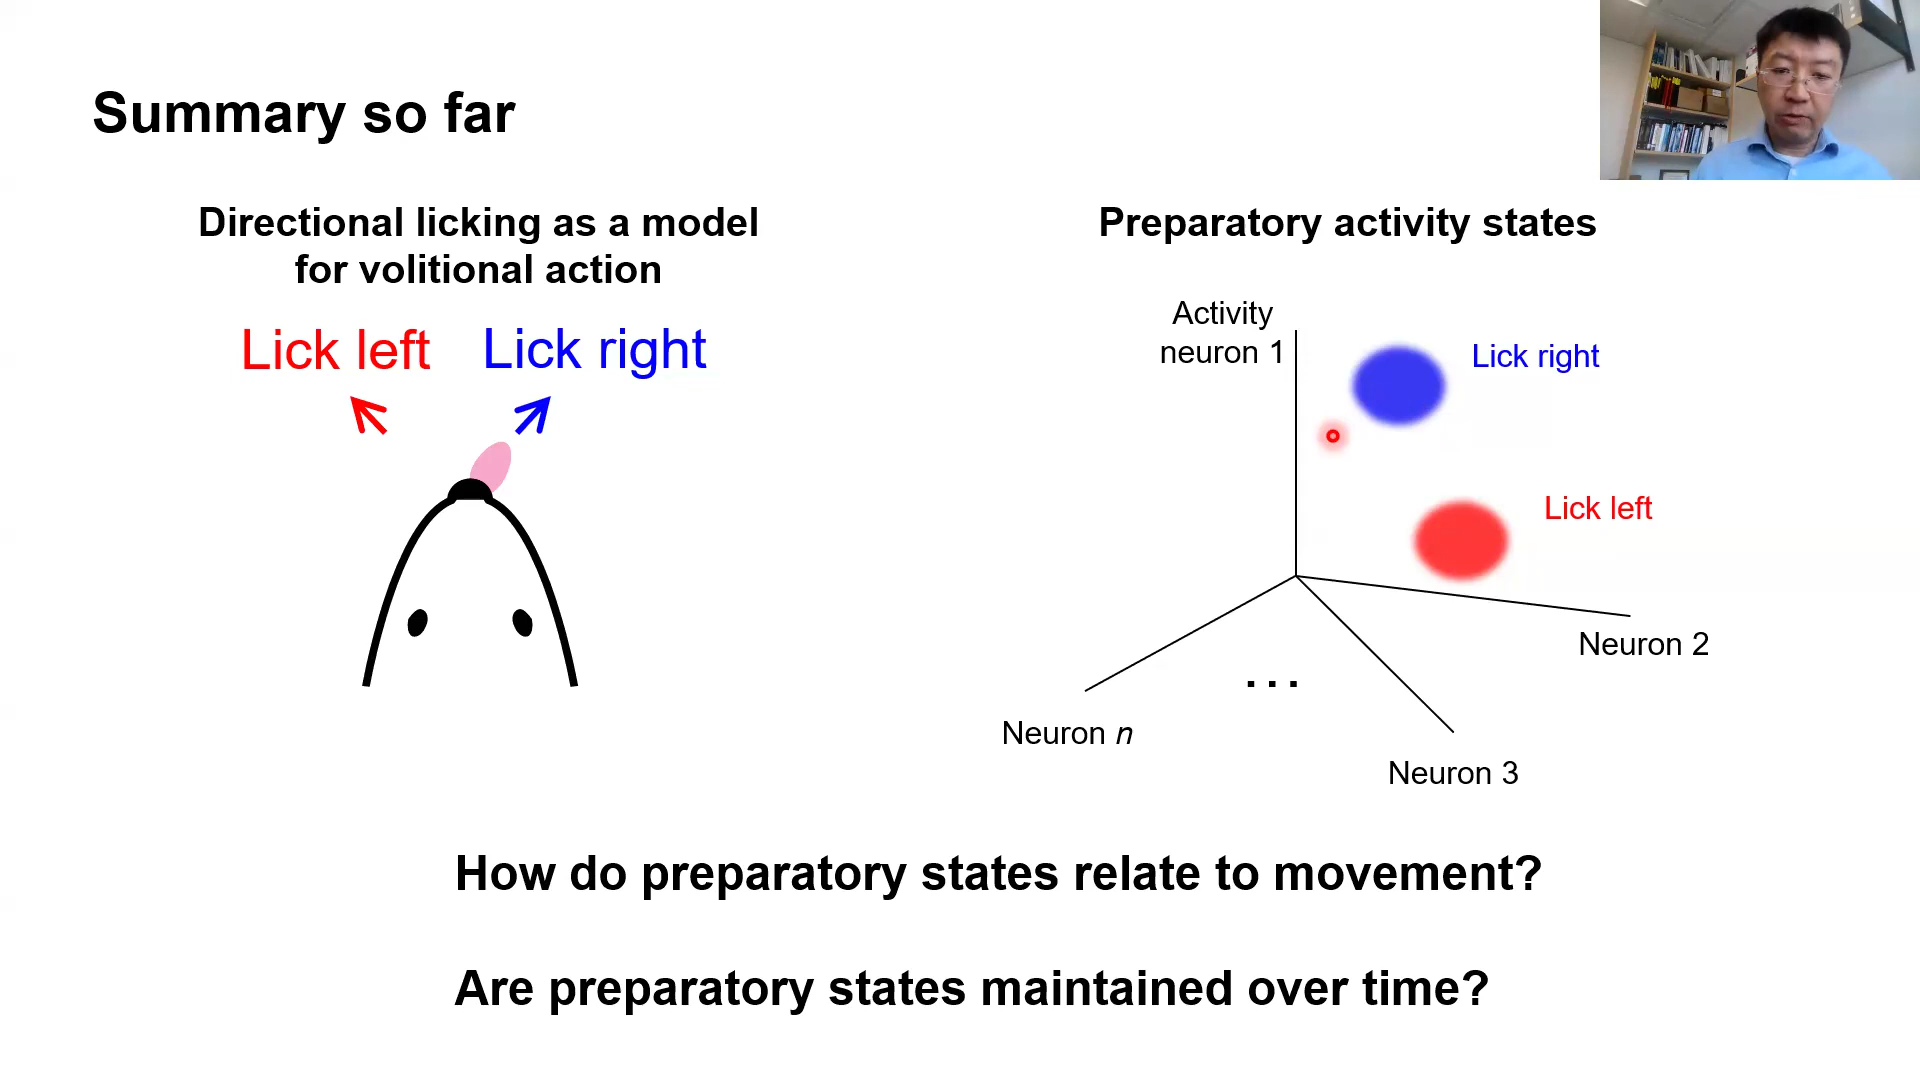 Summary so far
Directional licking as a model
for volitional action
Lick left
Lick right
Preparatory activity states
Activity
neuron 1
Lick right
Lick left
Neuron 2
. . .
Neuron n
Neuron 3
How do preparatory states relate to movement?
Are preparatory states maintained over time?